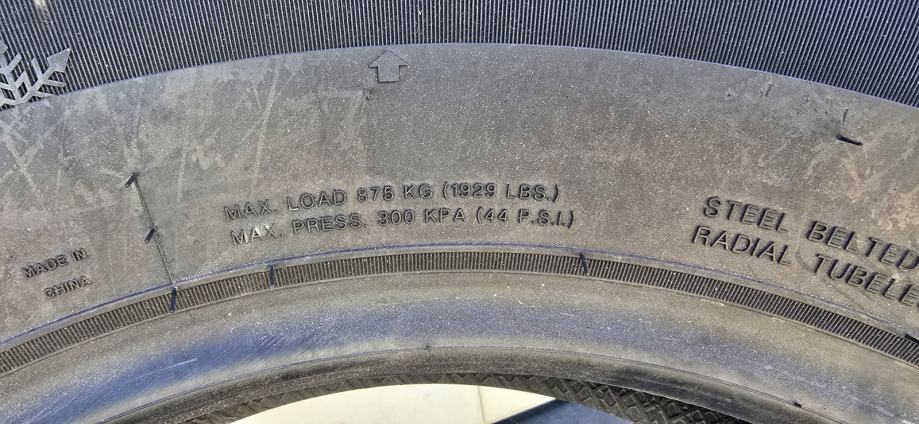 MADE IN
CHINA
MAX. LOAD 875 KG (1929 LBS.)
MAX. PRESS. 300 KPA (44 P.S.I.)
STEEL BELTED
RADIAL TUBELE